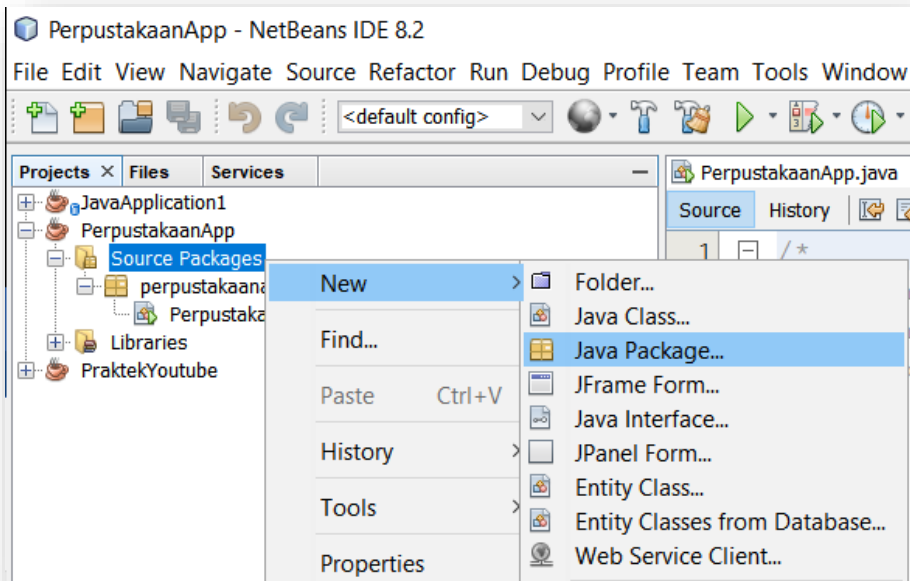 PerpustakaanApp - NetBeans IDE 8.2
File Edit View Navigate Source Refactor Run Debug Profile Team Tools Window
<default config>
Projects × Files Services
JavaApplication1
PerpustakaanApp
Source Packages
perpustakaana
Perpustaka
Libraries
PraktekYoutube
PerpustakaanApp.java
Source History
1 /*
New
Find...
Paste Ctrl+V
History
Tools
Properties
Folder...
Java Class...
Java Package...
JFrame Form...
Java Interface...
JPanel Form...
Entity Class...
Entity Classes from Database...
Web Service Client...